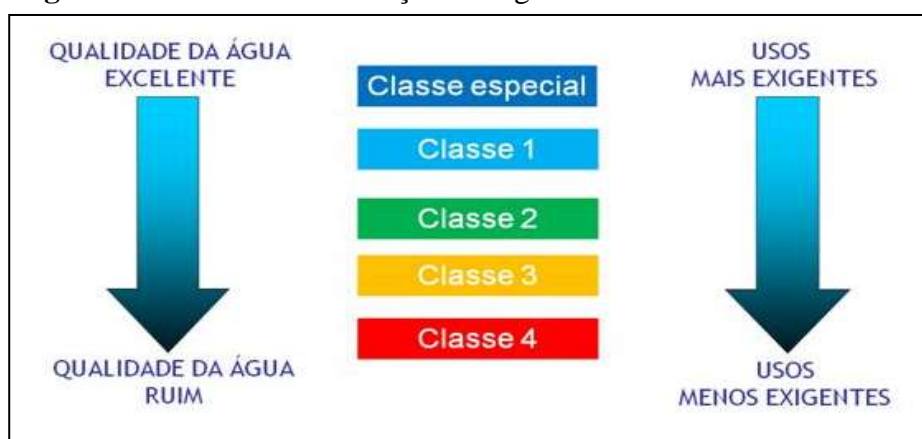 QUALIDADE DA ÁGUA
EXCELENTE
Classe especial
Classe 1
Classe 2
Classe 3
Classe 4
QUALIDADE DA ÁGUA
RUIM
USOS
MAIS EXIGENTES
USOS
MENOS EXIGENTES